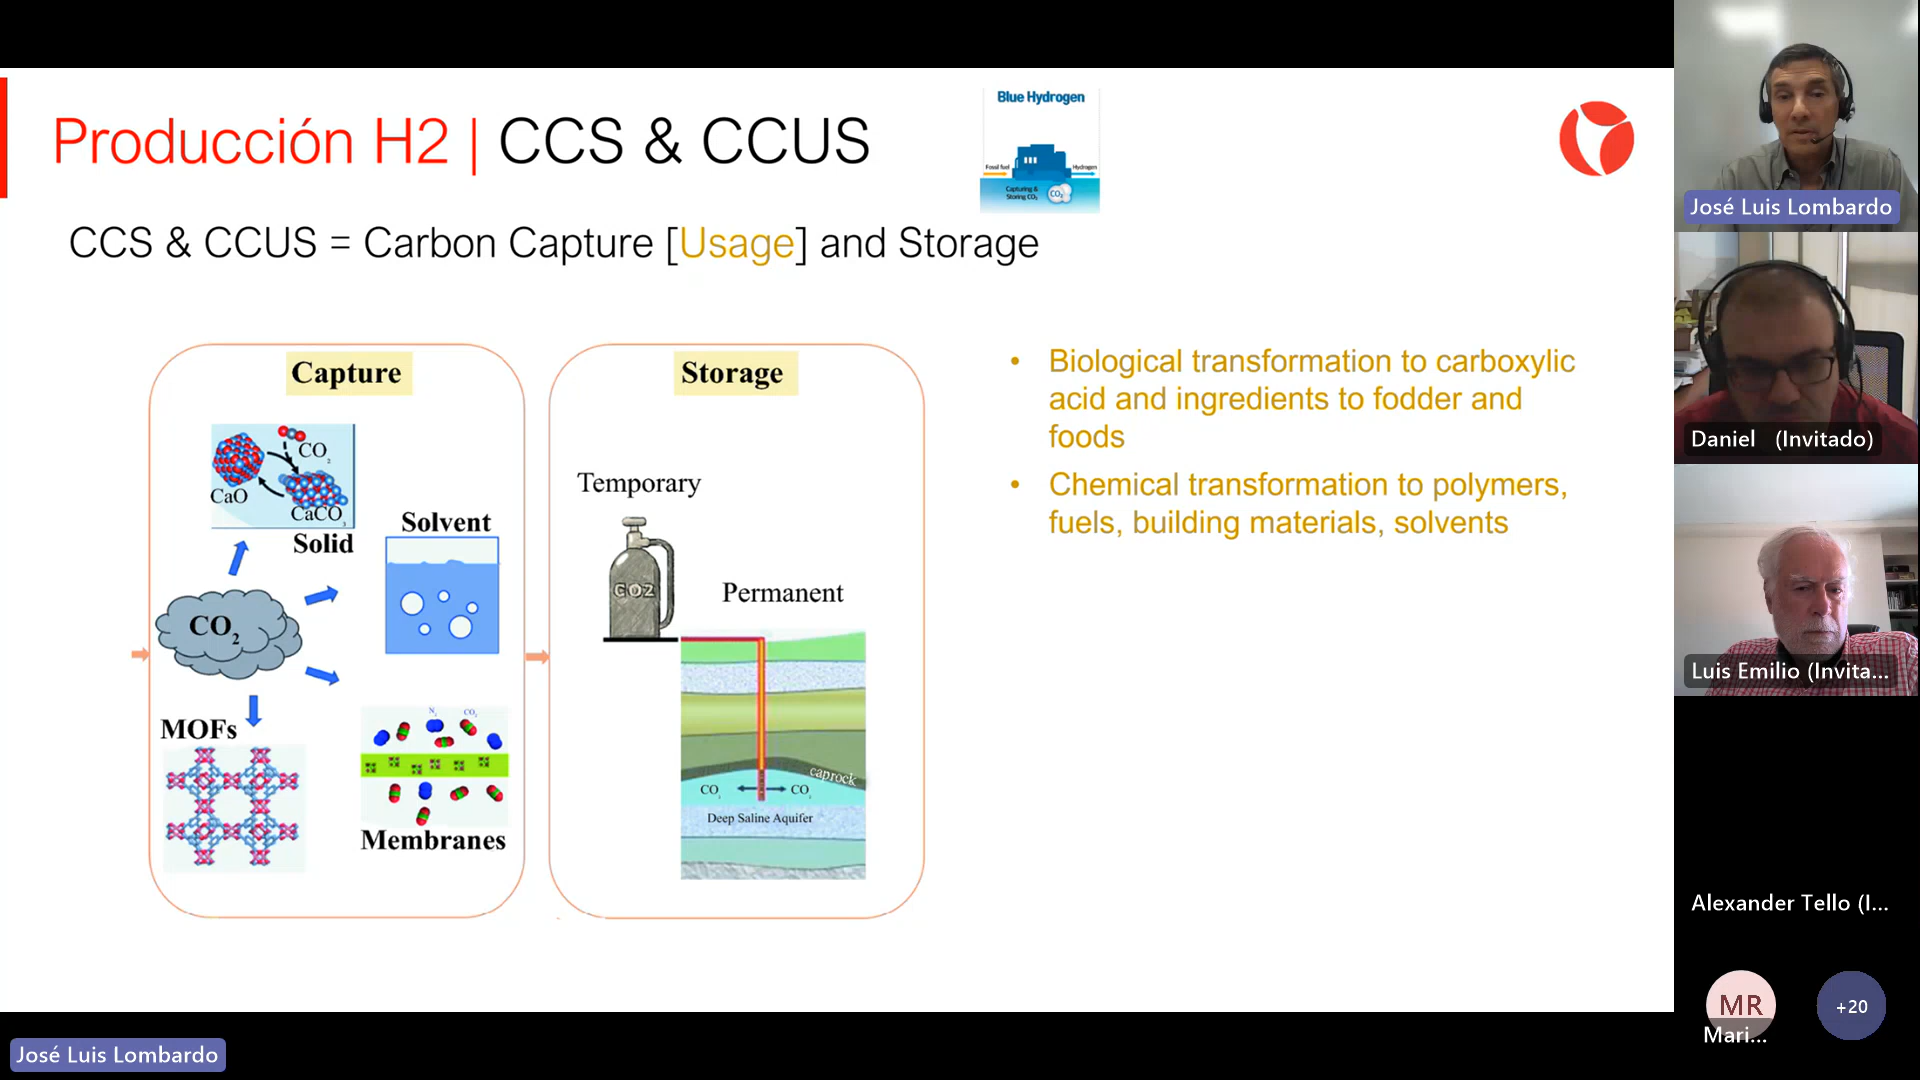 Producción H2 | CCS & CCUS
Blue Hydrogen
Fossil fuel
Hydrogen
Capturing &
Storing CO₂
CO₂
CCS & CCUS = Carbon Capture [Usage] and Storage
Capture
CO₂
CaO
CaCO₃
Solid
Solvent
CO₂
MOFs
N₂
CO₂
Membranes
Storage
Temporary
CO2
Permanent
caprock
CO₂
CO₂
Deep Saline Aquifer
• Biological transformation to carboxylic
acid and ingredients to fodder and
foods
• Chemical transformation to polymers,
fuels, building materials, solvents
José Luis Lombardo
Daniel (Invitado)
Luis Emilio (Invita...
Alexander Tello (I...
MR
Mari...
+20
José Luis Lombardo